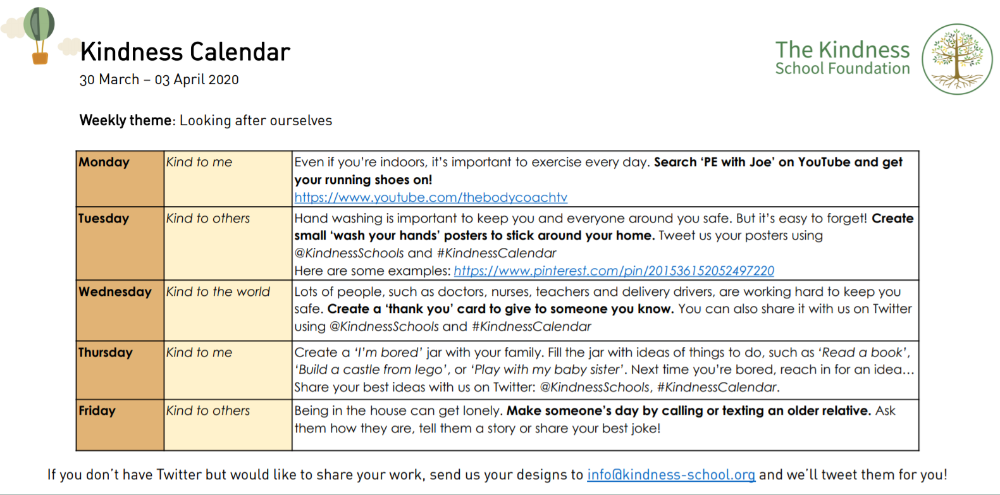 Kindness Calendar
30 March – 03 April 2020
The Kindness
School Foundation
Weekly theme: Looking after ourselves
Monday
Kind to me
Even if you’re indoors, it’s important to exercise every day. Search ‘PE with Joe’ on YouTube and get
your running shoes on!
https://www.youtube.com/thebodycoachtv
Tuesday
Kind to others
Hand washing is important to keep you and everyone around you safe. But it’s easy to forget! Create
small ‘wash your hands’ posters to stick around your home. Tweet us your posters using
@KindnessSchools and #KindnessCalendar
Here are some examples: https://www.pinterest.com/pin/201536152052497220
Wednesday
Kind to the world
Lots of people, such as doctors, nurses, teachers and delivery drivers, are working hard to keep you
safe. Create a ‘thank you’ card to give to someone you know. You can also share it with us on Twitter
using @KindnessSchools and #KindnessCalendar
Thursday
Kind to me
Create a ‘I’m bored’ jar with your family. Fill the jar with ideas of things to do, such as ‘Read a book’,
‘Build a castle from lego’, or ‘Play with my baby sister’. Next time you’re bored, reach in for an idea…
Share your best ideas with us on Twitter: @KindnessSchools, #KindnessCalendar.
Friday
Kind to others
Being in the house can get lonely. Make someone’s day by calling or texting an older relative. Ask
them how they are, tell them a story or share your best joke!
If you don’t have Twitter but would like to share your work, send us your designs to info@kindness-school.org and we’ll tweet them for you!